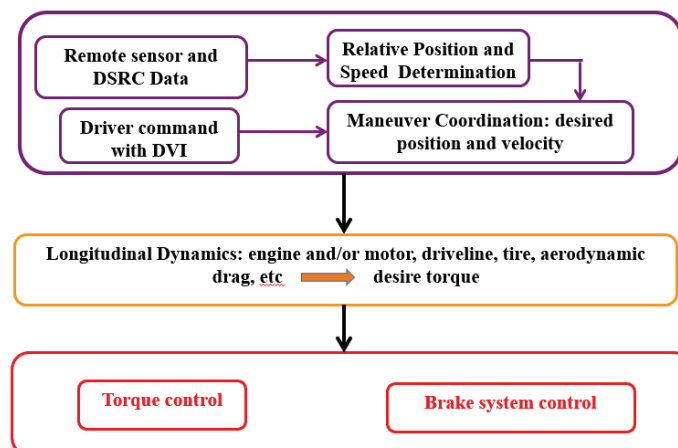 Remote sensor and
DSRC Data
Relative Position and
Speed Determination
Driver command
with DVI
Maneuver Coordination: desired
position and velocity
Longitudinal Dynamics: engine and/or motor, driveline, tire, aerodynamic
drag, etc desire torque
Torque control
Brake system control